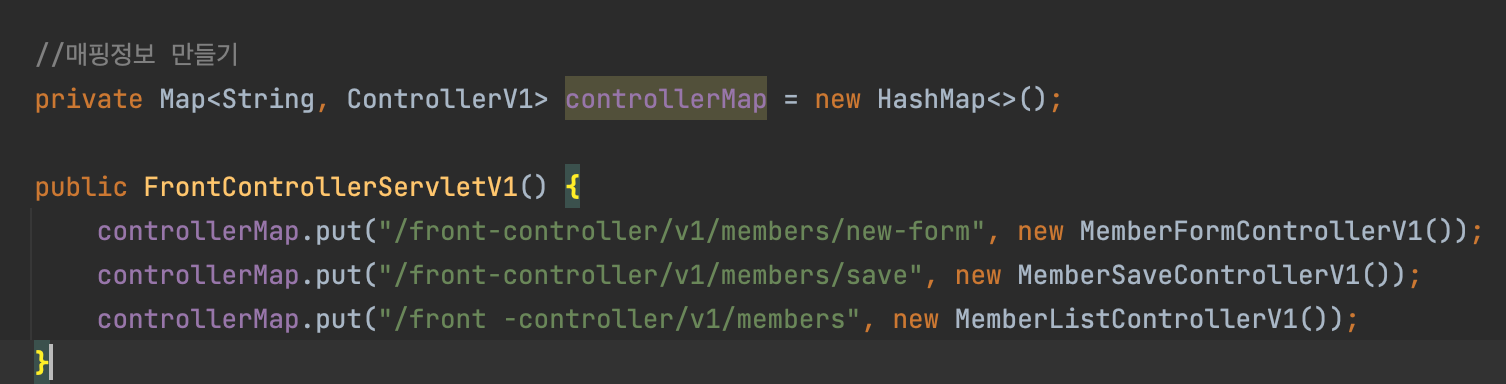 //매핑정보 만들기
private Map<String, ControllerV1> controllerMap = new HashMap<>();
public FrontControllerServletV1() {
controllerMap.put("/front-controller/v1/members/new-form", new MemberFormControllerV1());
controllerMap.put("/front-controller/v1/members/save", new MemberSaveControllerV1());
controllerMap.put("/front -controller/v1/members", new MemberListControllerV1());
}